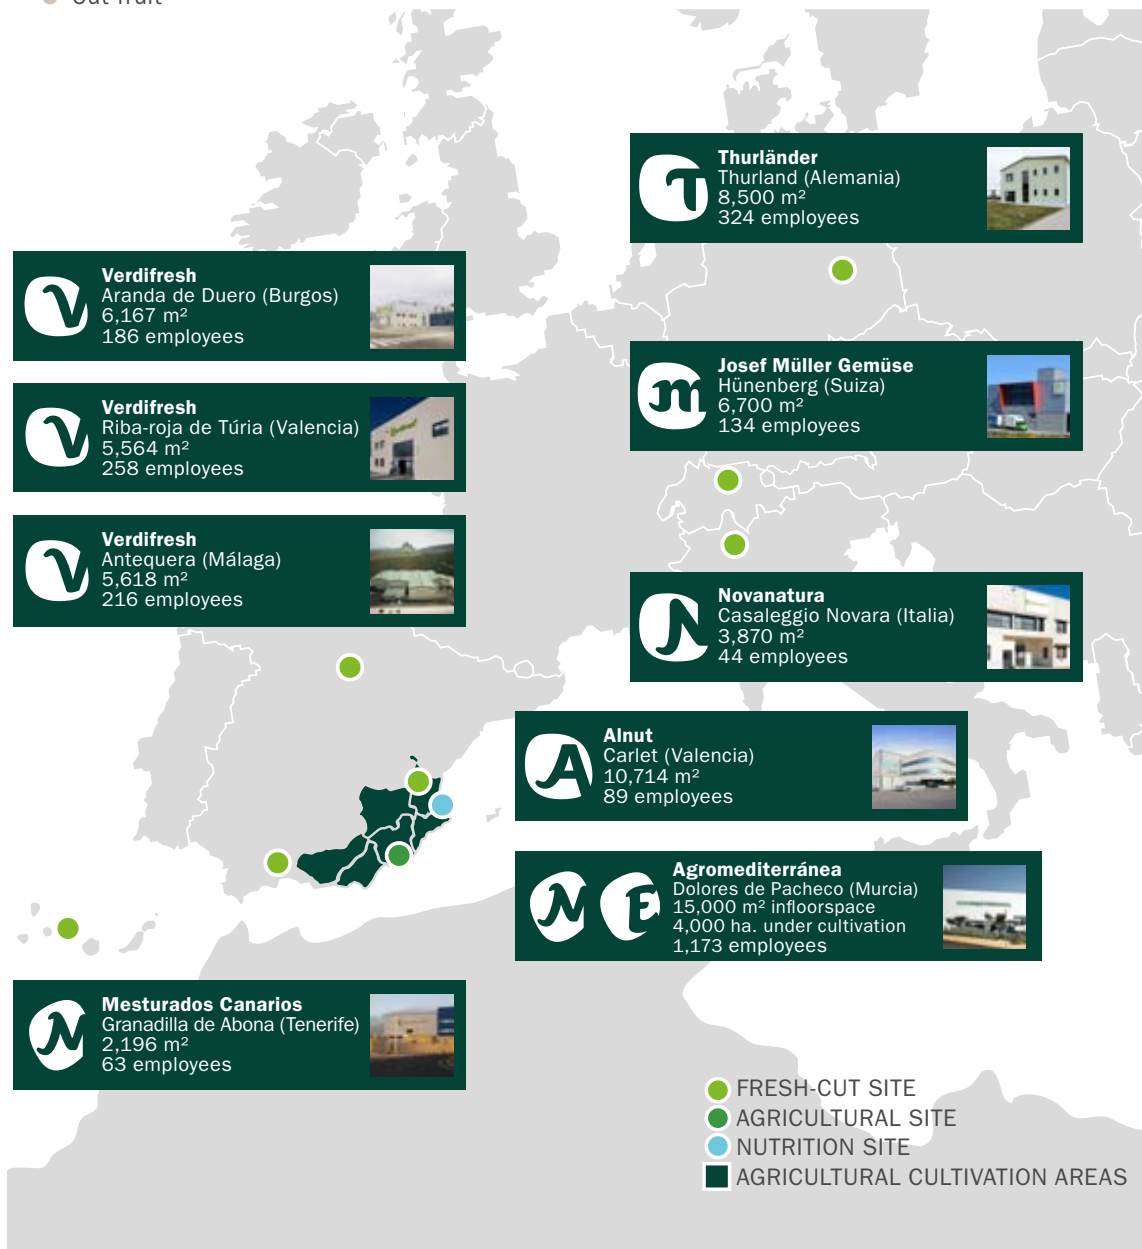 Cut fruit
Thurländer
Thurland (Alemania)
8,500 m²
324 employees
Verdifresh
Aranda de Duero (Burgos)
6,167 m²
186 employees
Josef Müller Gemüse
Hünenberg (Suiza)
6,700 m²
134 employees
Verdifresh
Riba-roja de Túria (Valencia)
5,564 m²
258 employees
Verdifresh
Antequera (Málaga)
5,618 m²
216 employees
Novanatura
Casaleggio Novara (Italia)
3,870 m²
44 employees
Alnut
Carlet (Valencia)
10,714 m²
89 employees
Agromediterránea
Dolores de Pacheco (Murcia)
15,000 m² infloorspace
4,000 ha. under cultivation
1,173 employees
Mesturados Canarios
Granadilla de Abona (Tenerife)
2,196 m²
63 employees
FRESH-CUT SITE
AGRICULTURAL SITE
NUTRITION SITE
AGRICULTURAL CULTIVATION AREAS